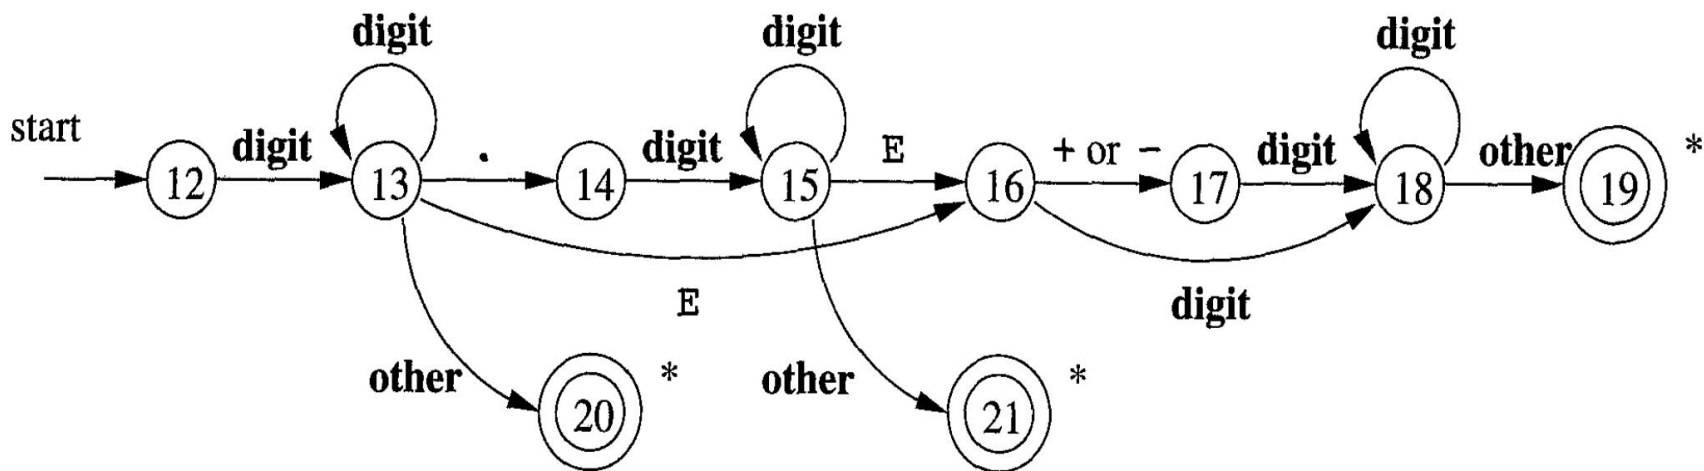 digit digit digit
start
digit . digit E + or - digit other *
12 13 14 15 16 17 18 19
E digit
other * other *
20 21